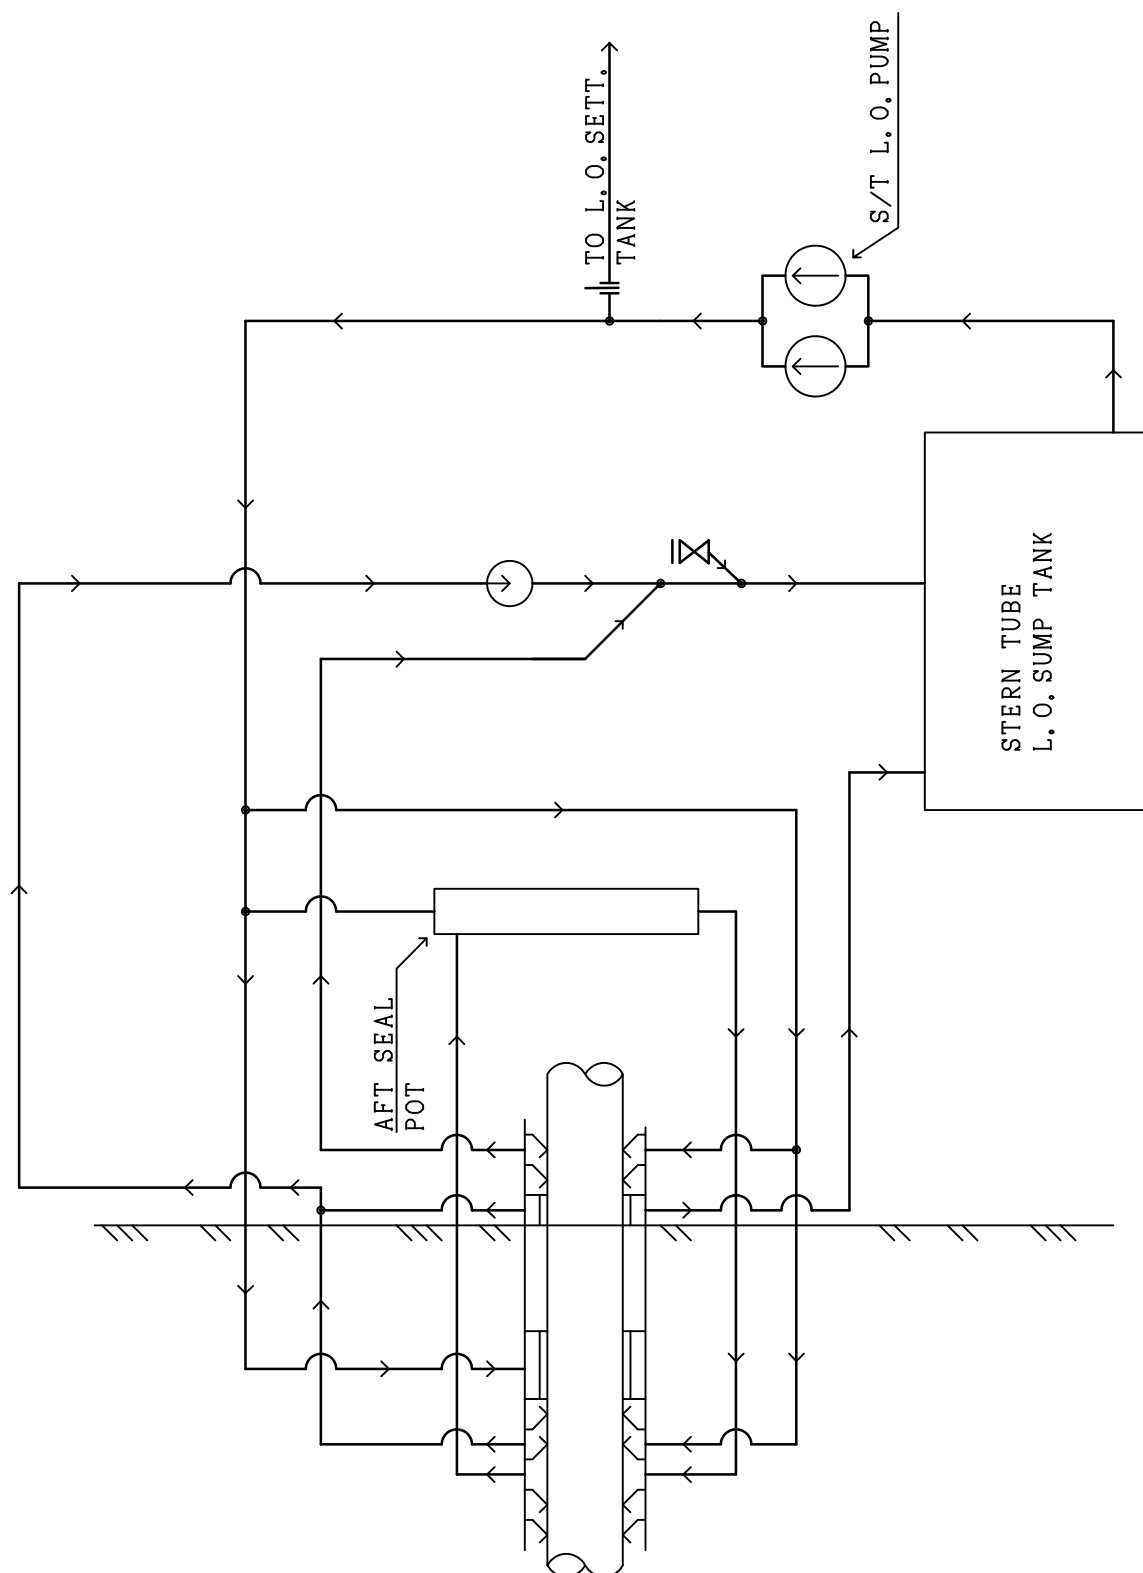 TO L.O.SETT.
TANK
S/T L.O.PUMP
STERN TUBE
L.O.SUMP TANK
AFT SEAL
POT